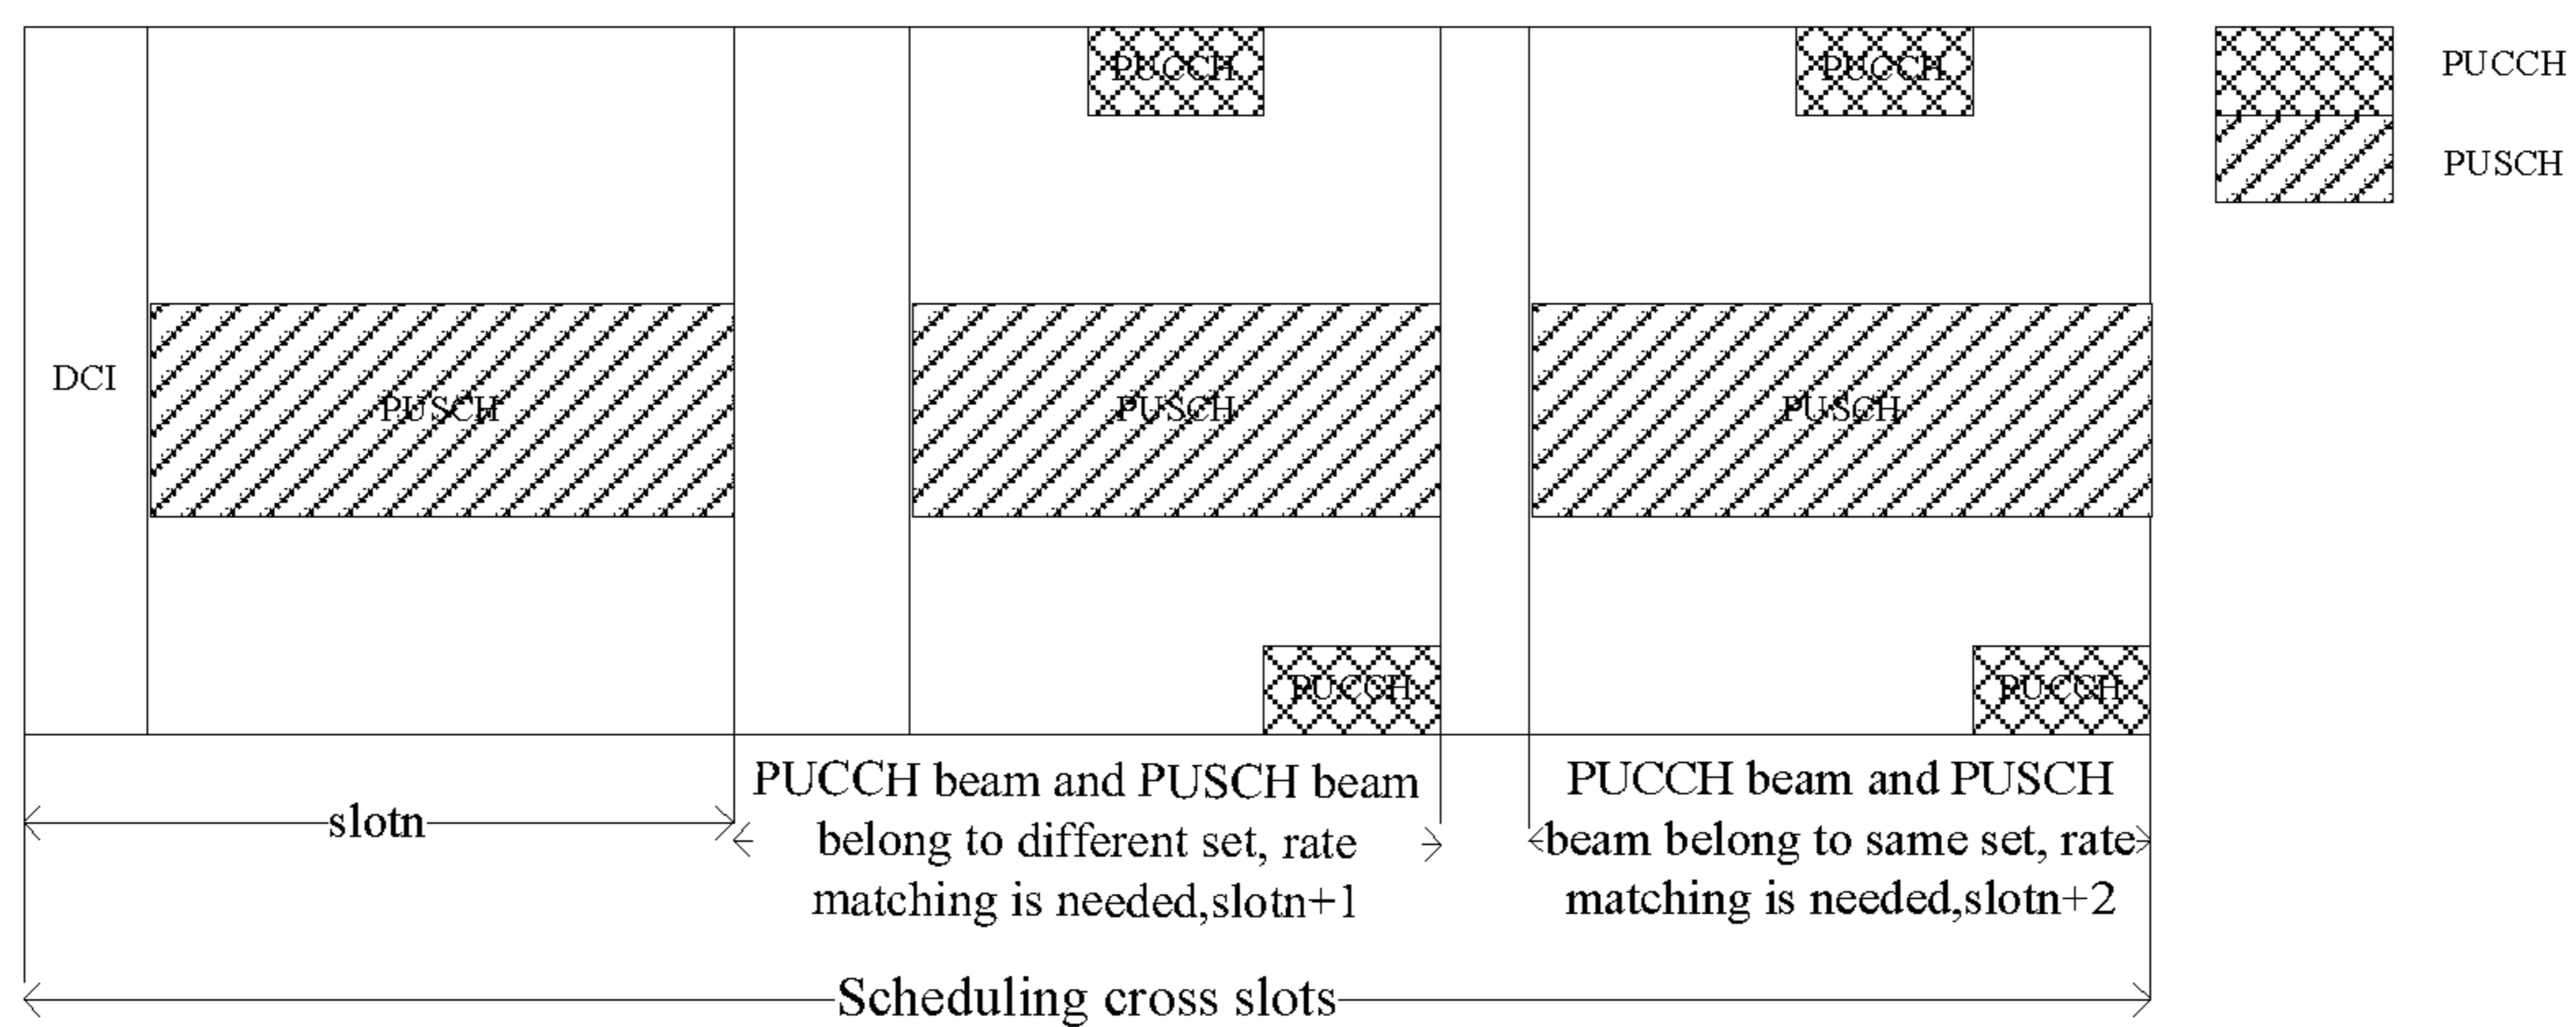 PUCCH
PUCCH
PUCCH
PUSCH
DCI
PUSCH
PUSCH
PUSCH
PUCCH
PUCCH
slotn
PUCCH beam and PUSCH beam
belong to different set, rate
matching is needed,slotn+1
PUCCH beam and PUSCH
beam belong to same set, rate
matching is needed,slotn+2
Scheduling cross slots